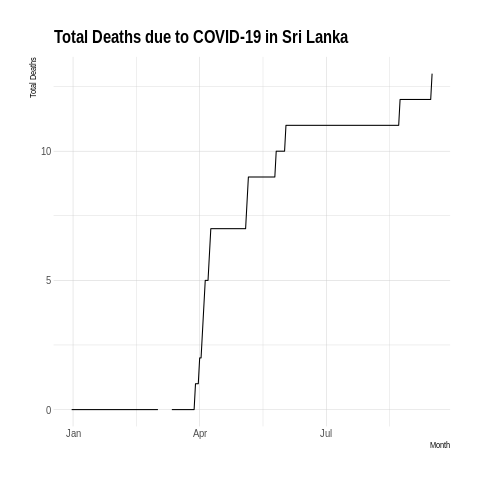 Total Deaths due to COVID-19 in Sri Lanka
Total Deaths
10
5
0
Jan Apr Jul
Month